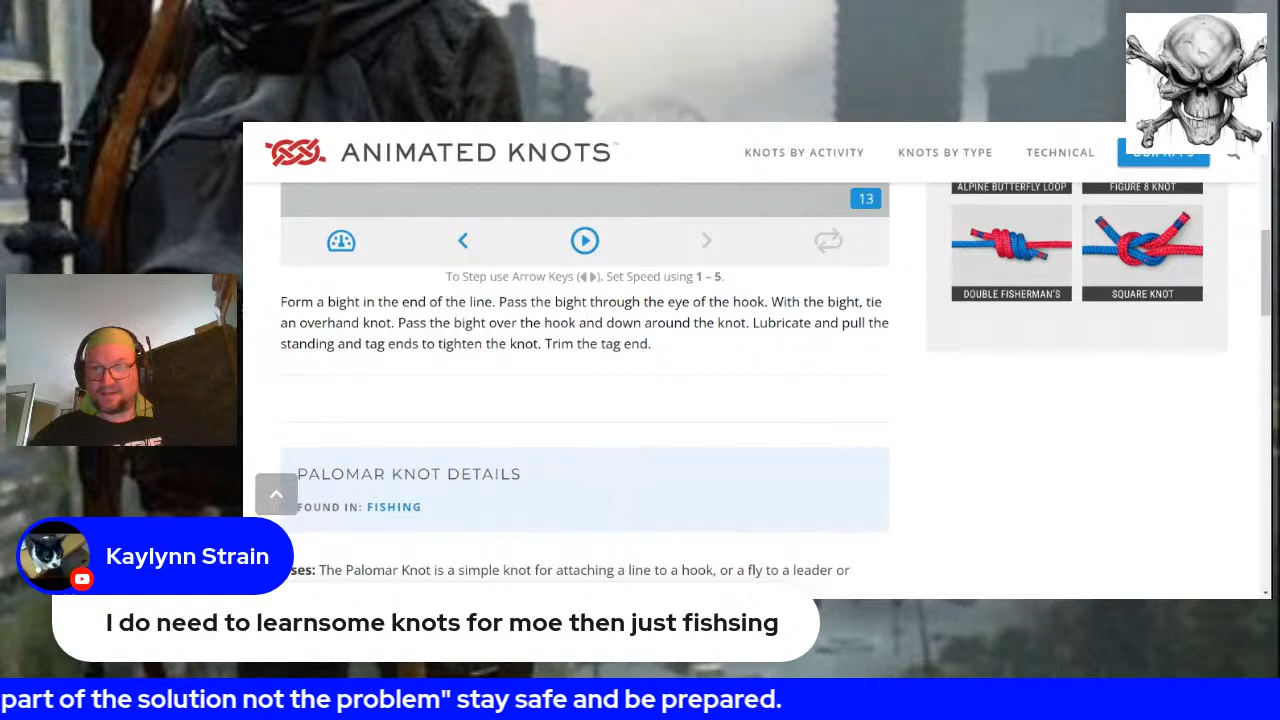 ANIMATED KNOTS™
KNOTS BY ACTIVITY
KNOTS BY TYPE
TECHNICAL
13
ALPINE BUTTERFLY LOOP
FIGURE 8 KNOT
To Step use Arrow Keys (◀ ▶). Set Speed using 1 – 5.
DOUBLE FISHERMAN'S
SQUARE KNOT
Form a bight in the end of the line. Pass the bight through the eye of the hook. With the bight, tie
an overhand knot. Pass the bight over the hook and down around the knot. Lubricate and pull the
standing and tag ends to tighten the knot. Trim the tag end.
PALOMAR KNOT DETAILS
FOUND IN: FISHING
ses: The Palomar Knot is a simple knot for attaching a line to a hook, or a fly to a leader or
Kaylynn Strain
I do need to learnsome knots for moe then just fishsing
part of the solution not the problem" stay safe and be prepared.